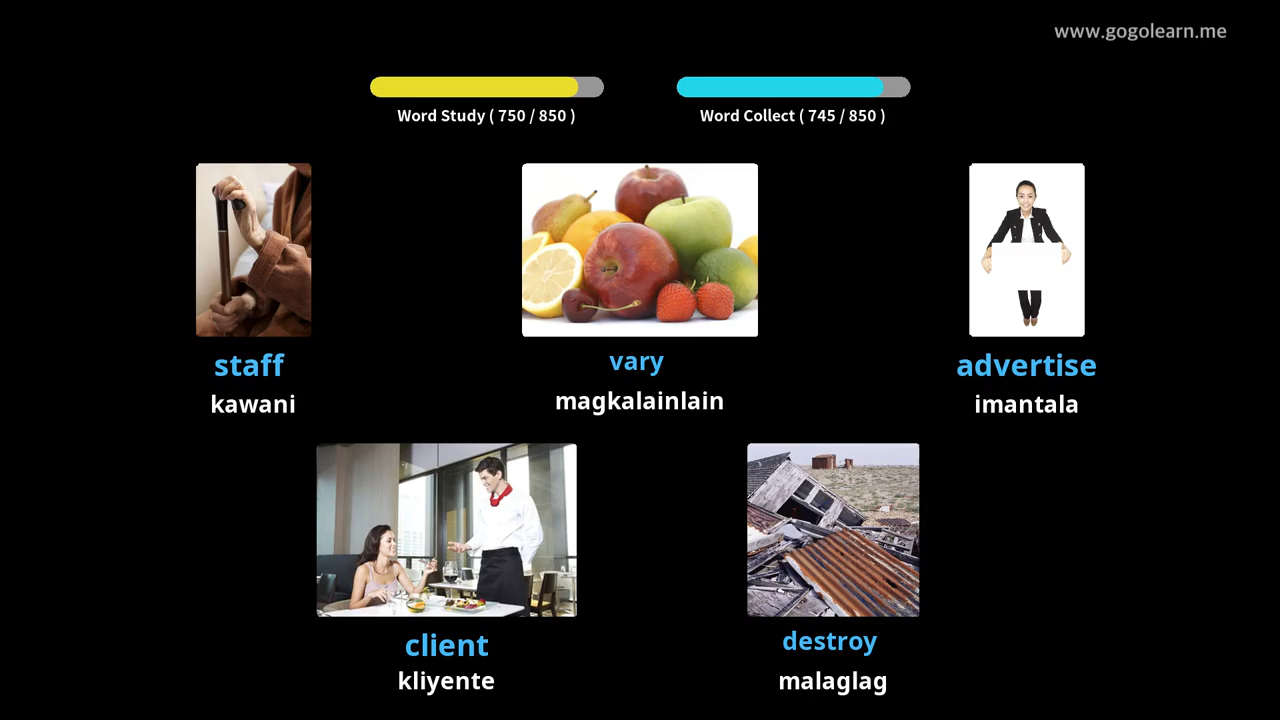 www.gogolearn.me
Word Study ( 750 / 850 )
Word Collect ( 745 / 850 )
staff
kawani
vary
magkalainlain
advertise
imantala
client
kliyente
destroy
malaglag